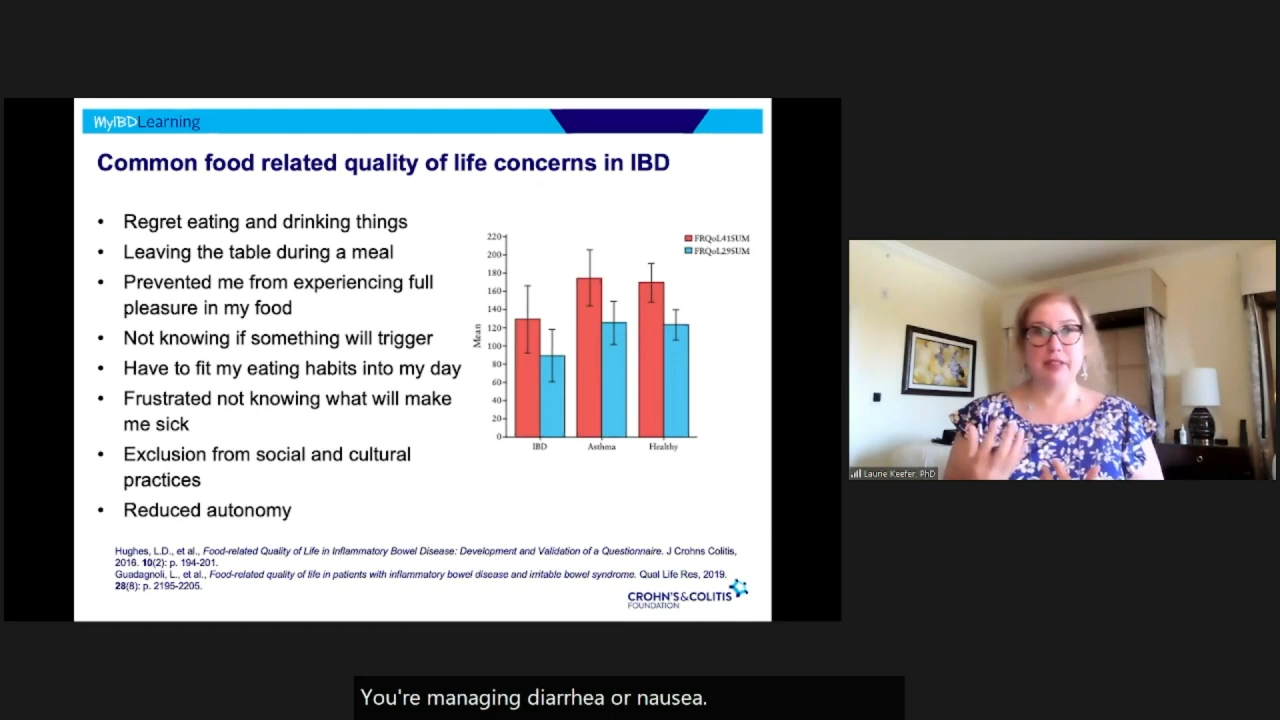 MyIBDLearning
Common food related quality of life concerns in IBD
• Regret eating and drinking things
• Leaving the table during a meal
• Prevented me from experiencing full
pleasure in my food
• Not knowing if something will trigger
• Have to fit my eating habits into my day
• Frustrated not knowing what will make
me sick
• Exclusion from social and cultural
practices
• Reduced autonomy
FRQoL41SUM
FRQoL29SUM
Mean
220
200
180
160
140
120
100
80
60
40
20
0
IBD Asthma Healthy
Hughes, L.D., et al., Food-related Quality of Life in Inflammatory Bowel Disease: Development and Validation of a Questionnaire. J Crohns Colitis,
2016. 10(2): p. 194-201.
Guadagnoli, L., et al., Food-related quality of life in patients with inflammatory bowel disease and irritable bowel syndrome. Qual Life Res, 2019.
28(8): p. 2195-2205.
CROHN'S&COLITIS
FOUNDATION
Laurie Keefer, PhD
You're managing diarrhea or nausea.